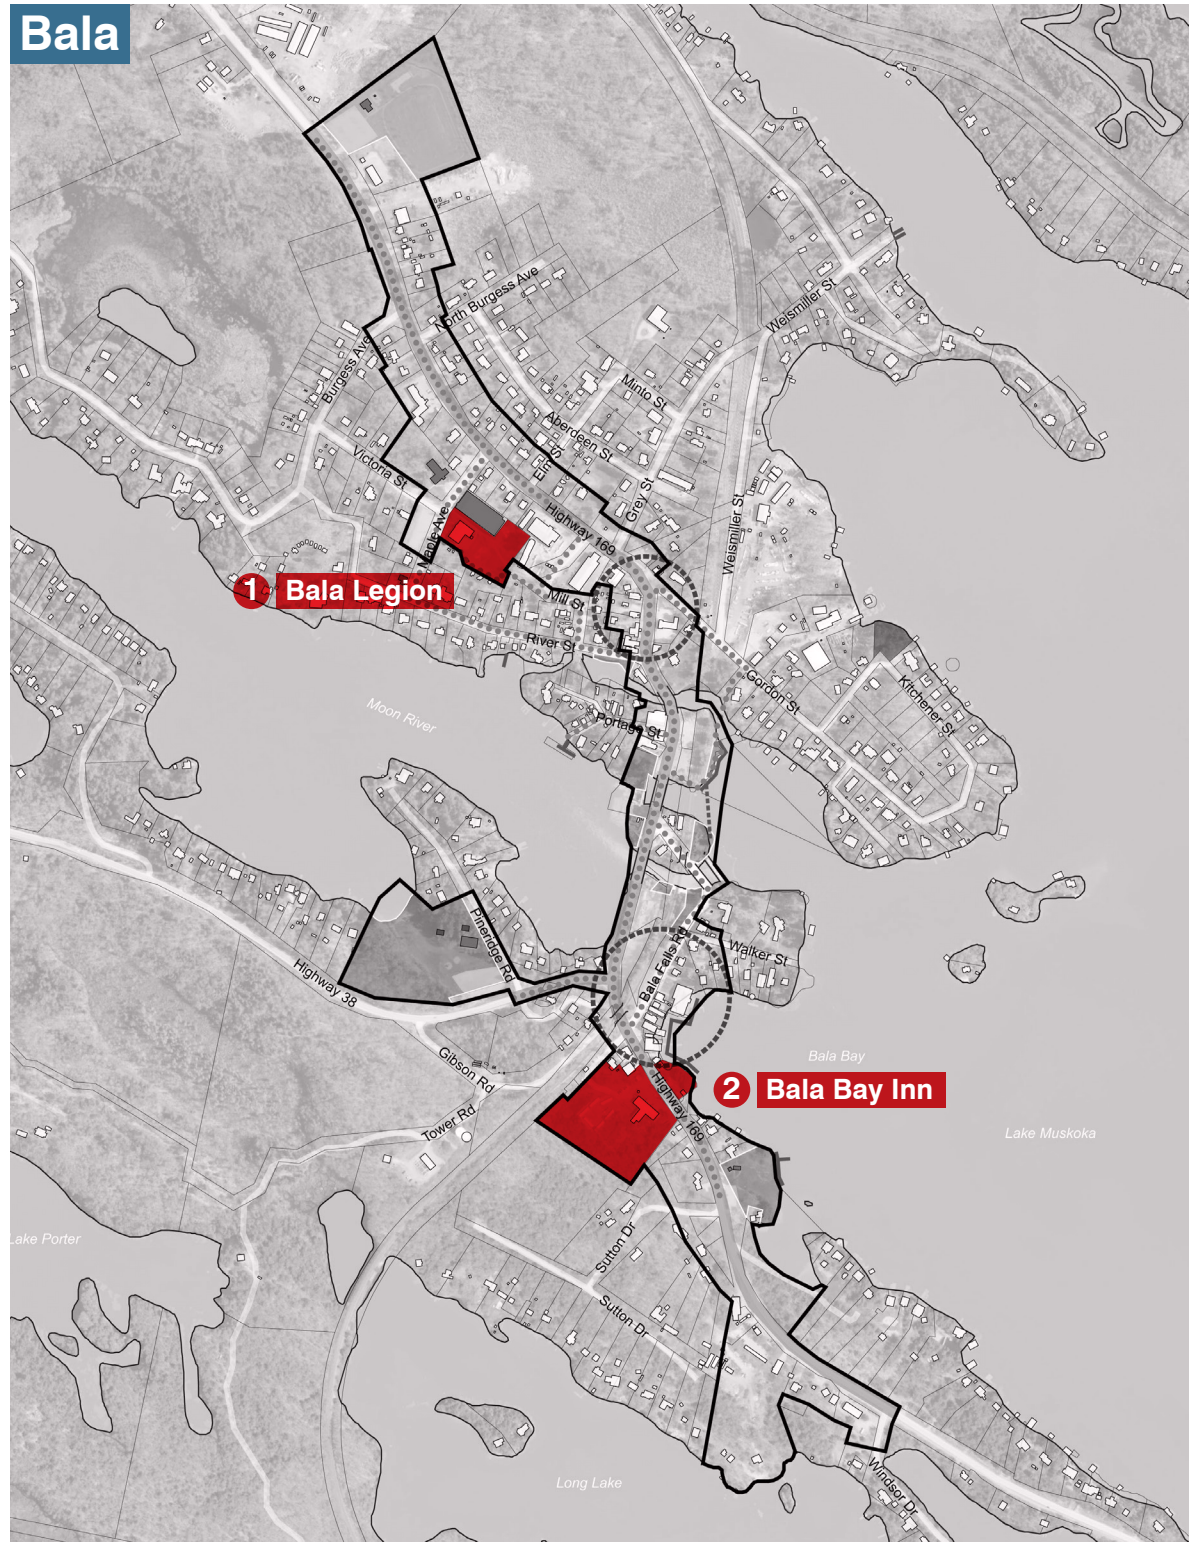 Bala
North Burgess Ave
Weismiller St
Burgess Ave
Minto St
Aberdeen St
Elm St
Victoria St
Grey St
Highway 169
Weismiller St
Maple Ave
1 Bala Legion
Mill St
River St
Gordon St
Kitchener St
Moon River
Portage St
Pineridge Rd
Walker St
Bala Falls Rd
Highway 38
Bala Bay
Gibson Rd
2 Bala Bay Inn
Highway 169
Tower Rd
Lake Muskoka
Lake Porter
Sutton Dr
Sutton Dr
Long Lake
Windsor Dr